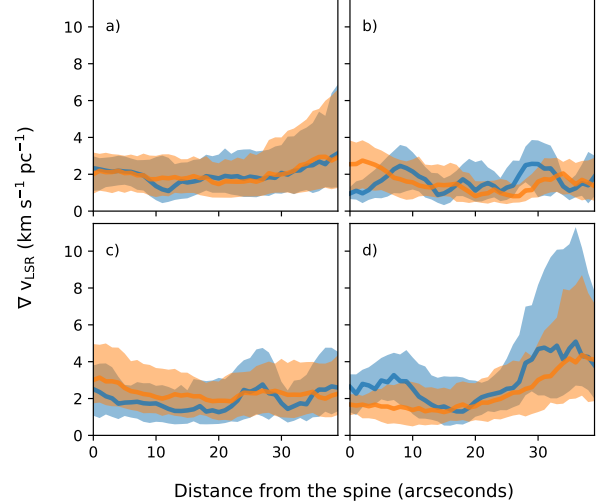 10
8
6
4
2
0
a)
b)
∇ v_LSR (km s⁻¹ pc⁻¹)
10
8
6
4
2
0
c)
d)
0 10 20 30 0 10 20 30
Distance from the spine (arcseconds)